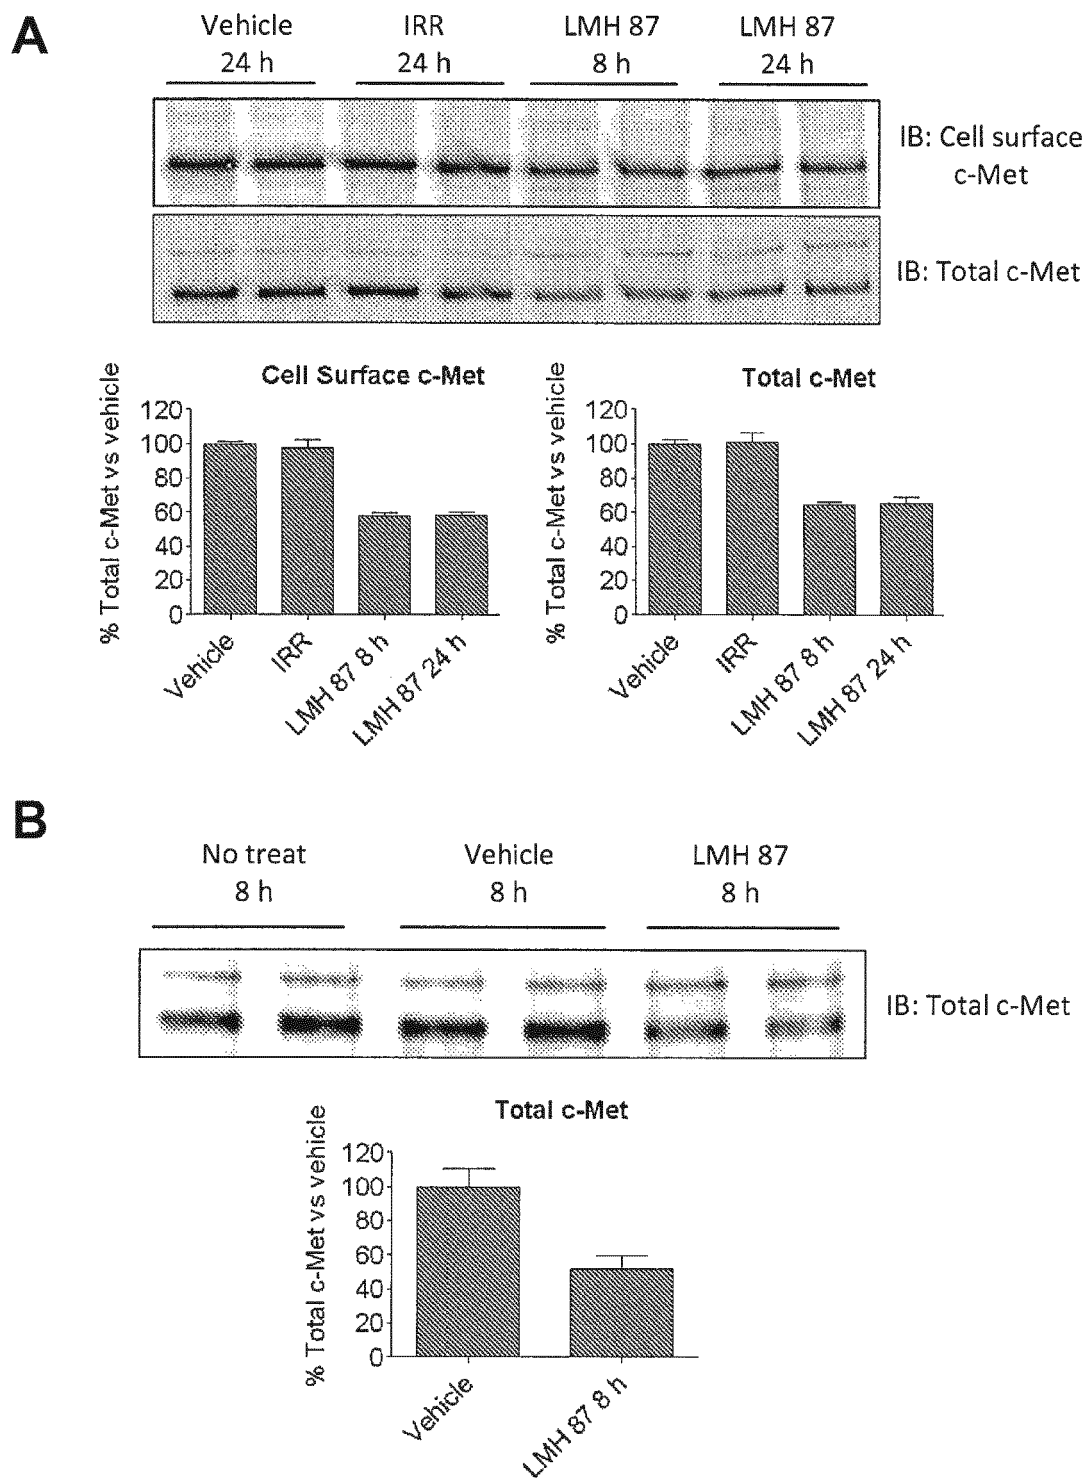 A
Vehicle
24 h
IRR
24 h
LMH 87
8 h
LMH 87
24 h
IB: Cell surface
c-Met
IB: Total c-Met
Cell Surface c-Met
% Total c-Met vs vehicle
120
100
80
60
40
20
0
Vehicle
IRR
LMH 87 8 h
LMH 87 24 h
Total c-Met
% Total c-Met vs vehicle
120
100
80
60
40
20
0
Vehicle
IRR
LMH 87 8 h
LMH 87 24 h
B
No treat
8 h
Vehicle
8 h
LMH 87
8 h
IB: Total c-Met
Total c-Met
% Total c-Met vs vehicle
120
100
80
60
40
20
0
Vehicle
LMH 87 8 h